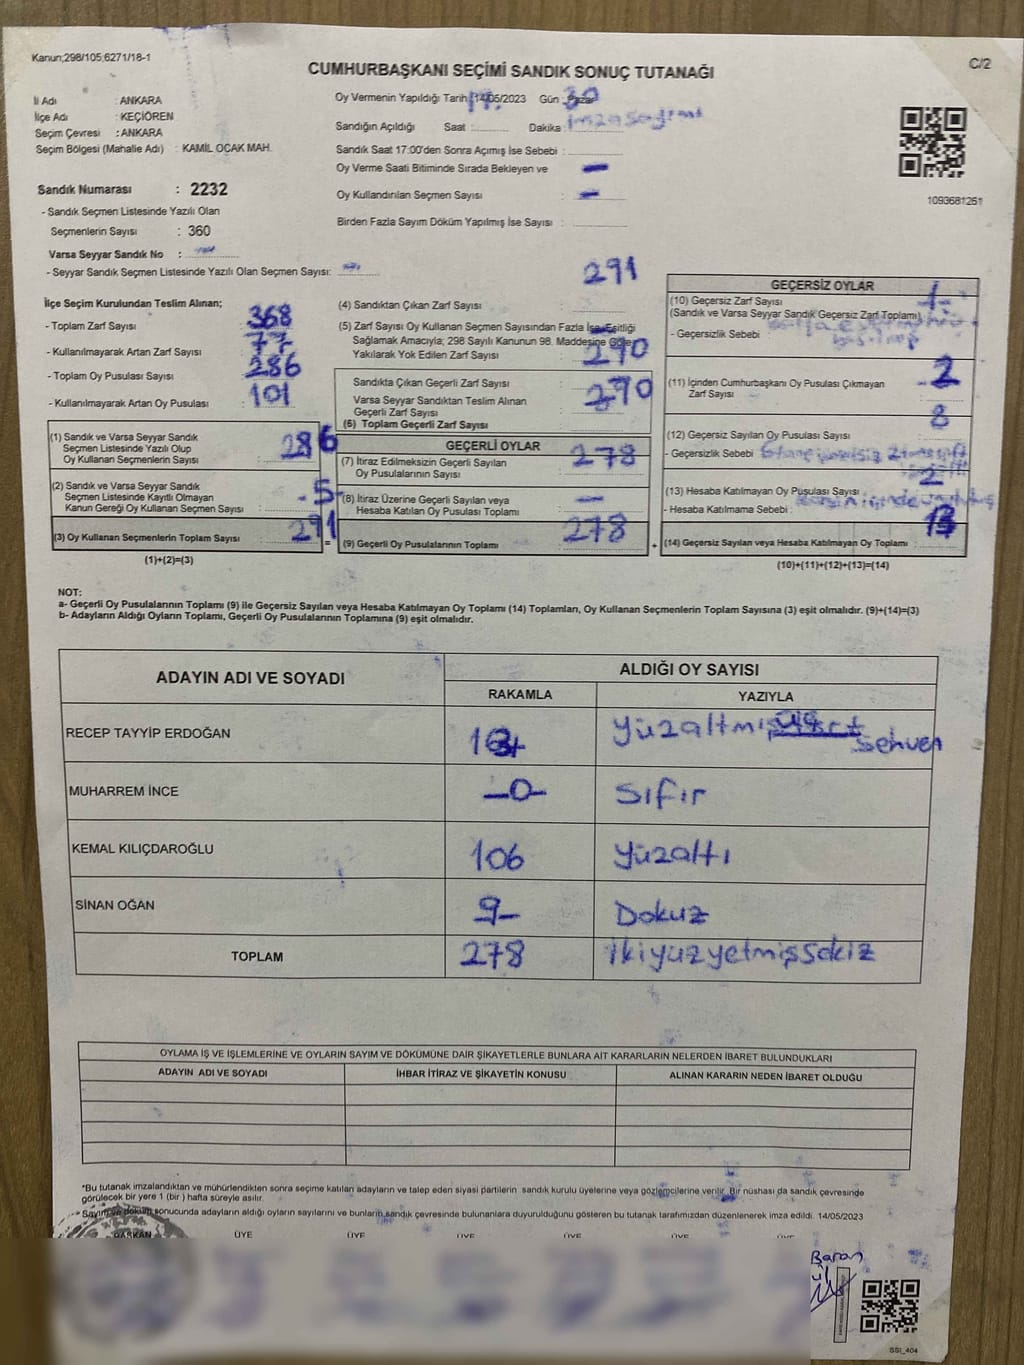 Kanun;298/105;6271/18-1
C/2
CUMHURBAŞKANI SEÇİMİ SANDIK SONUÇ TUTANAĞI
İl Adı : ANKARA
İlçe Adı : KEÇİÖREN
Seçim Çevresi : ANKARA
Seçim Bölgesi (Mahalle Adı) : KAMİL OCAK MAH.
Oy Vermenin Yapıldığı Tarih : 14/05/2023 Gün : Pazar
Sandığın Açıldığı Saat : Dakika :
Sandık Saat 17:00'den Sonra Açımış İse Sebebi :
Oy Verme Saati Bitiminde Sırada Bekleyen ve
Oy Kullandırılan Seçmen Sayısı : -
Birden Fazla Sayım Döküm Yapılmış İse Sayısı :
1093681261
Sandık Numarası : 2232
- Sandık Seçmen Listesinde Yazılı Olan
Seçmenlerin Sayısı : 360
Varsa Seyyar Sandık No :
- Seyyar Sandık Seçmen Listesinde Yazılı Olan Seçmen Sayısı:
İlçe Seçim Kurulundan Teslim Alınan;
- Toplam Zarf Sayısı : 368
- Kullanılmayarak Artan Zarf Sayısı : 77
- Toplam Oy Pusulası Sayısı : 286
- Kullanılmayarak Artan Oy Pusulası : 101
(1) Sandık ve Varsa Seyyar Sandık
Seçmen Listesinde Yazılı Olup
Oy Kullanan Seçmenlerin Sayısı : 286
(2) Sandık ve Varsa Seyyar Sandık
Seçmen Listesinde Kayıtlı Olmayan
Kanun Gereği Oy Kullanan Seçmen Sayısı : - 5 -
(3) Oy Kullanan Seçmenlerin Toplam Sayısı : 291
(1)+(2)=(3)
(4) Sandıktan Çıkan Zarf Sayısı : 291
(5) Zarf Sayısı Oy Kullanan Seçmen Sayısından Fazla İse Eşitliği
Sağlamak Amacıyla; 298 Sayılı Kanunun 98. Maddesine Göre
Yakılarak Yok Edilen Zarf Sayısı : -
Sandıkta Çıkan Geçerli Zarf Sayısı : 290
Varsa Seyyar Sandıktan Teslim Alınan
Geçerli Zarf Sayısı :
(6) Toplam Geçerli Zarf Sayısı : 290
GEÇERLİ OYLAR
(7) İtiraz Edilmeksizin Geçerli Sayılan
Oy Pusulalarının Sayısı : 278
(8) İtiraz Üzerine Geçerli Sayılan veya
Hesaba Katılan Oy Pusulası Toplamı : -
(9) Geçerli Oy Pusulalarının Toplamı : 278
GEÇERSİZ OYLAR
(10) Geçersiz Zarf Sayısı : 1-
(Sandık ve Varsa Seyyar Sandık Geçersiz Zarf Toplamı)
- Geçersizlik Sebebi :
(11) İçinden Cumhurbaşkanı Oy Pusulası Çıkmayan
Zarf Sayısı : 2
(12) Geçersiz Sayılan Oy Pusulası Sayısı : 8
- Geçersizlik Sebebi :
(13) Hesaba Katılmayan Oy Pusulası Sayısı : 2
- Hesaba Katılmama Sebebi :
(14) Geçersiz Sayılan veya Hesaba Katılmayan Oy Toplamı : 13
(10)+(11)+(12)+(13)=(14)
NOT:
a- Geçerli Oy Pusulalarının Toplamı (9) ile Geçersiz Sayılan veya Hesaba Katılmayan Oy Toplamı (14) Toplamları, Oy Kullanan Seçmenlerin Toplam Sayısına (3) eşit olmalıdır. (9)+(14)=(3)
b- Adayların Aldığı Oyların Toplamı, Geçerli Oy Pusulalarının Toplamına (9) eşit olmalıdır.
ADAYIN ADI VE SOYADI
ALDIĞI OY SAYISI
RAKAMLA YAZIYLA
RECEP TAYYİP ERDOĞAN yüzaltmış üç sehven
MUHARREM İNCE -0- Sıfır
KEMAL KILIÇDAROĞLU 106 yüzaltı
SİNAN OĞAN 9- Dokuz
TOPLAM 278 ikiyüzyetmişsekiz
OYLAMA İŞ VE İŞLEMLERİNE VE OYLARIN SAYIM VE DÖKÜMÜNE DAİR ŞİKAYETLERLE BUNLARA AİT KARARLARIN NELERDEN İBARET BULUNDUKLARI
ADAYIN ADI VE SOYADI İHBAR İTİRAZ VE ŞİKAYETİN KONUSU ALINAN KARARIN NEDEN İBARET OLDUĞU
*Bu tutanak imzalandıktan ve mühürlendikten sonra seçime katılan adayların ve talep eden siyasi partilerin sandık kurulu üyelerine veya gözlemcilerine verilir. Bir nüshası da sandık çevresinde
görülecek bir yere 1 (bir) hafta süreyle asılır.
Sayım ve döküm sonucunda adayların aldığı oyların sayılarını ve bunların sandık çevresinde bulunanlara duyurulduğunu gösteren bu tutanak tarafımızdan düzenlenerek imza edildi. 14/05/2023
BAŞKAN ÜYE ÜYE ÜYE ÜYE ÜYE ÜYE
Baran
SSI_404